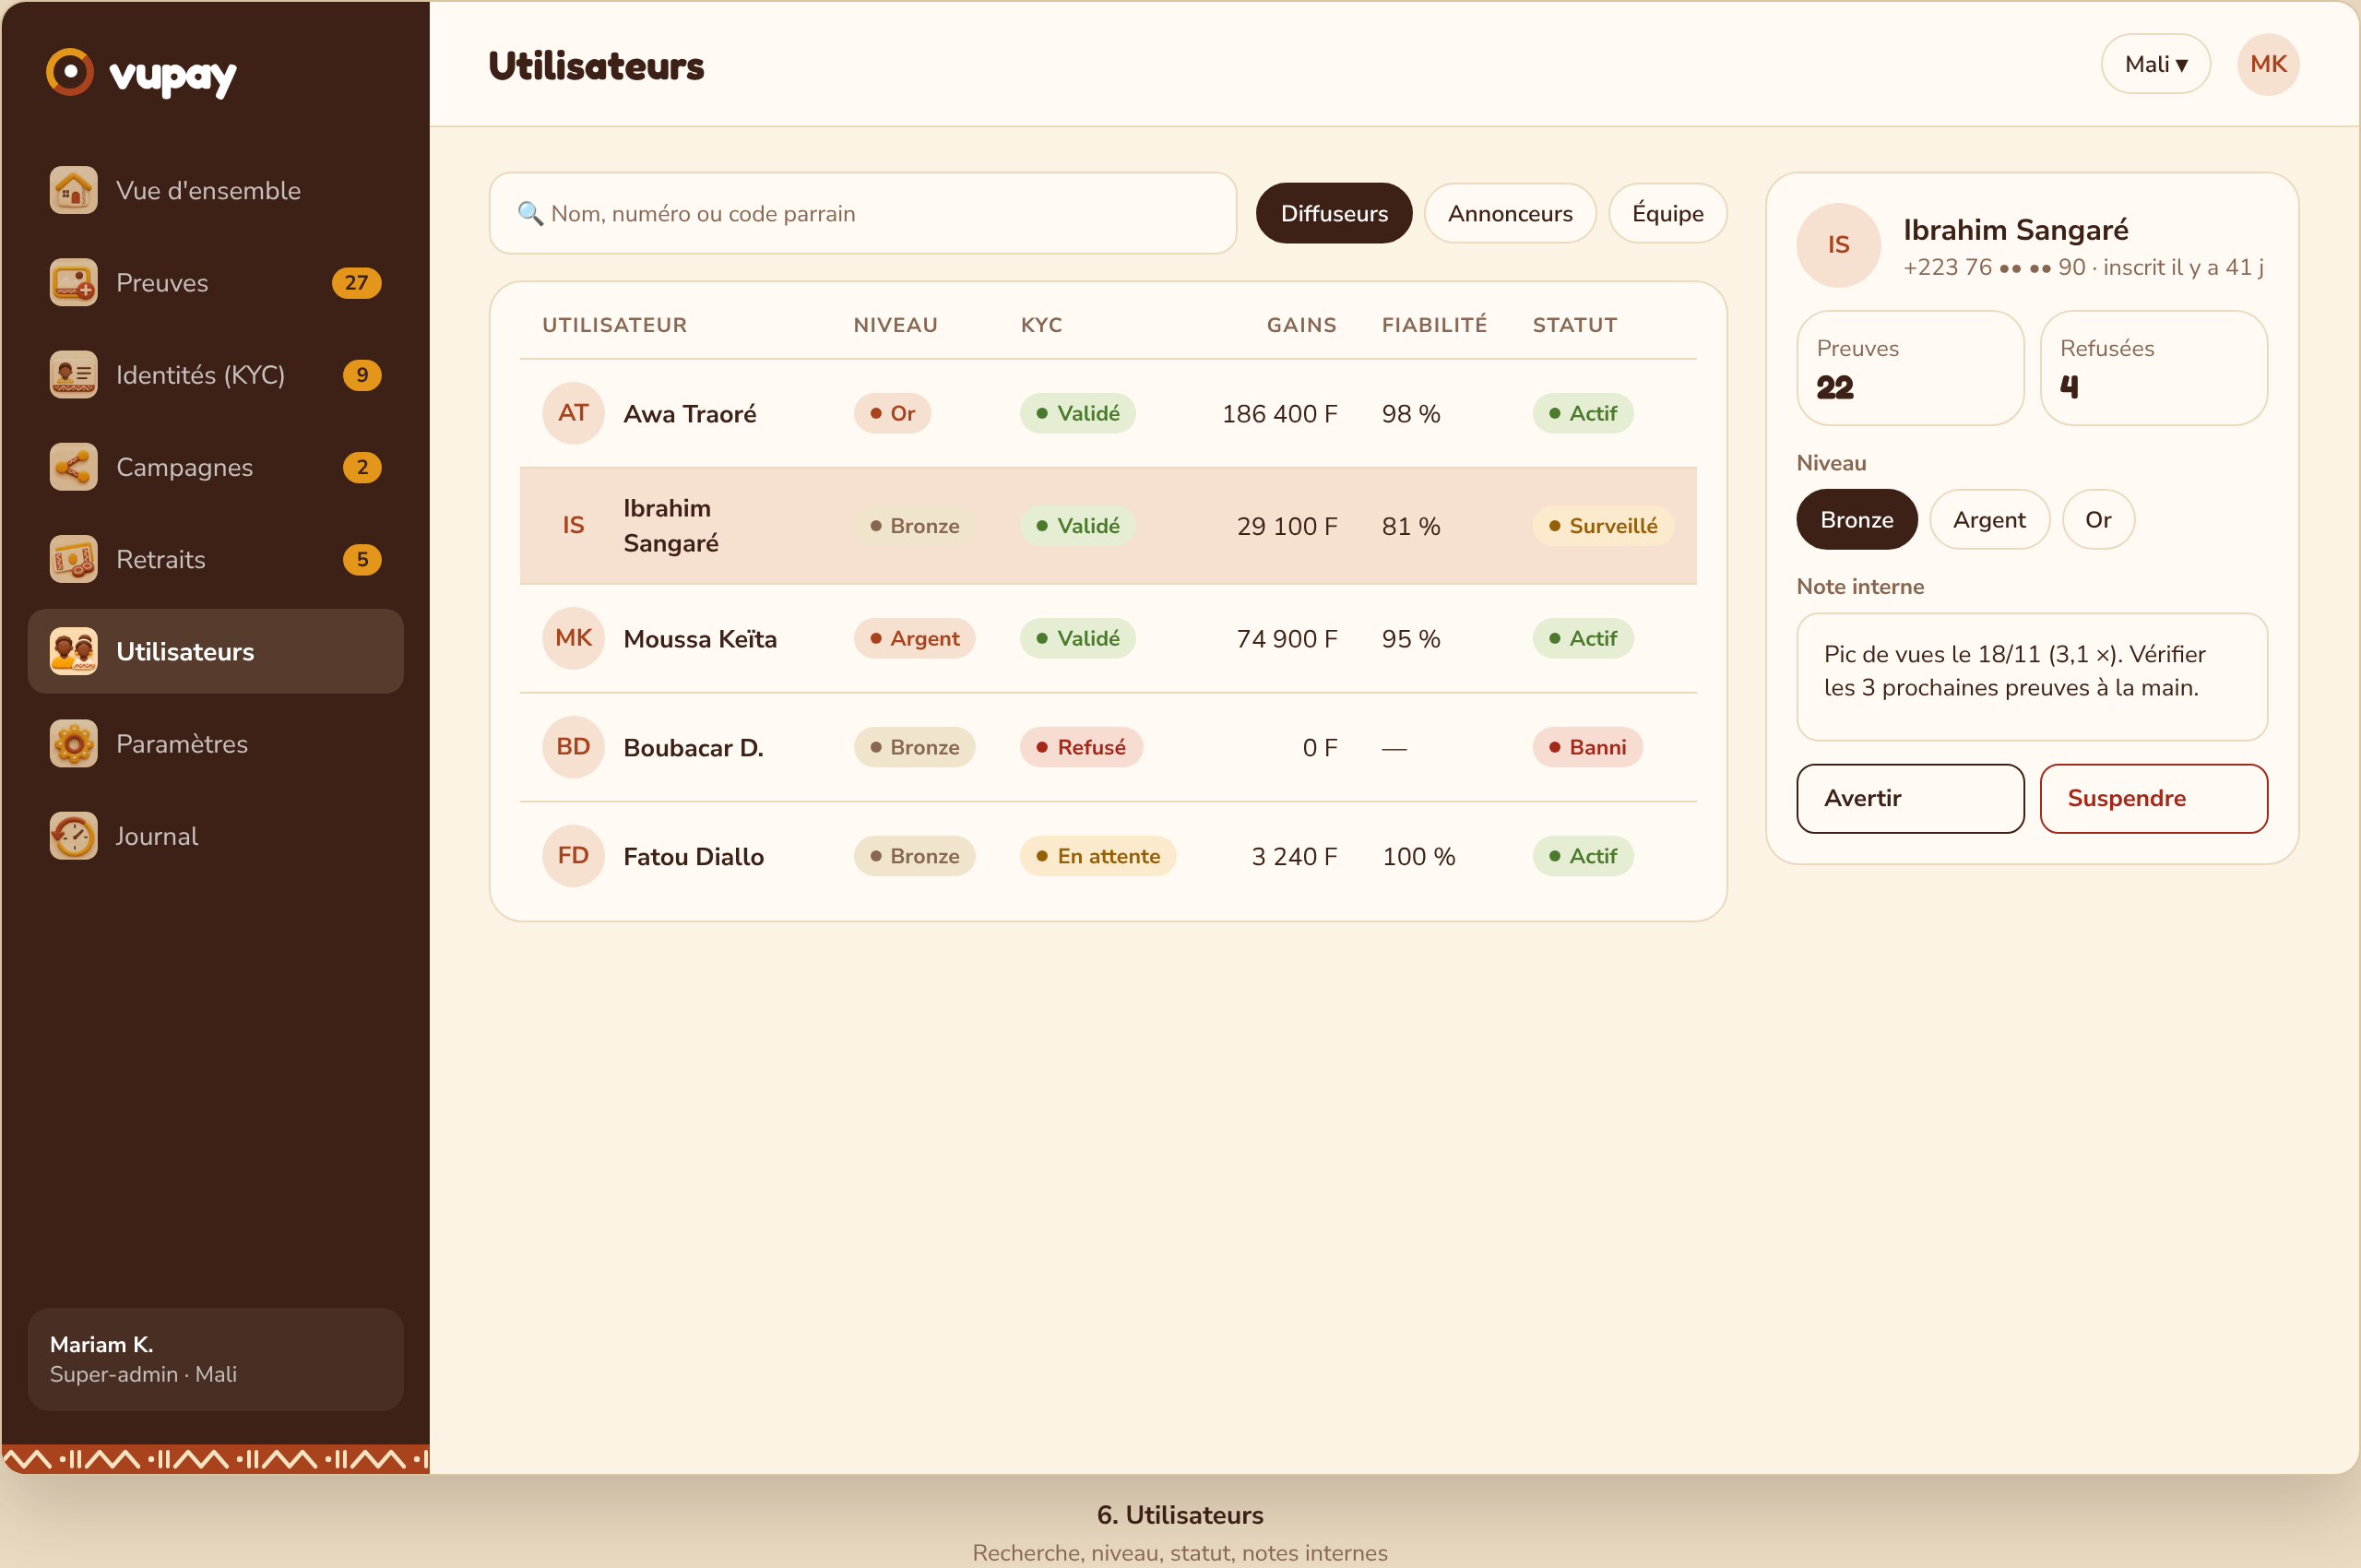 vupay
Vue d'ensemble
Preuves 27
Identités (KYC) 9
Campagnes 2
Retraits 5
Utilisateurs
Paramètres
Journal
Mariam K.
Super-admin · Mali
Utilisateurs
Mali ▾
MK
🔍 Nom, numéro ou code parrain
Diffuseurs Annonceurs Équipe
UTILISATEUR NIVEAU KYC GAINS FIABILITÉ STATUT
AT Awa Traoré Or Validé 186 400 F 98 % Actif
IS Ibrahim Sangaré Bronze Validé 29 100 F 81 % Surveillé
MK Moussa Keïta Argent Validé 74 900 F 95 % Actif
BD Boubacar D. Bronze Refusé 0 F — Banni
FD Fatou Diallo Bronze En attente 3 240 F 100 % Actif
IS
Ibrahim Sangaré
+223 76 •• •• 90 · inscrit il y a 41 j
Preuves
22
Refusées
4
Niveau
Bronze Argent Or
Note interne
Pic de vues le 18/11 (3,1 ×). Vérifier
les 3 prochaines preuves à la main.
Avertir
Suspendre
6. Utilisateurs
Recherche, niveau, statut, notes internes